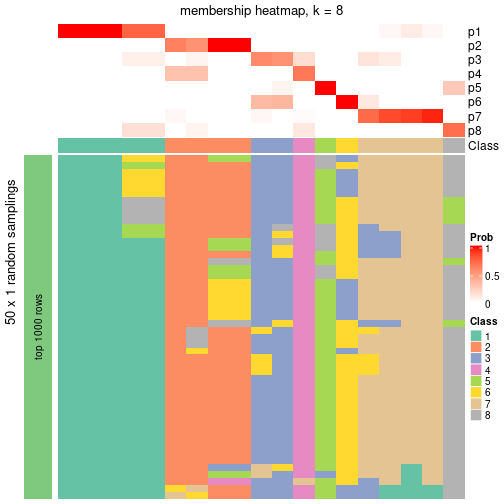 membership heatmap, k = 8
p1
p2
p3
p4
p5
p6
p7
p8
Class
50 x 1 random samplings
top 1000 rows
Prob
1
0.5
0
Class
1
2
3
4
5
6
7
8